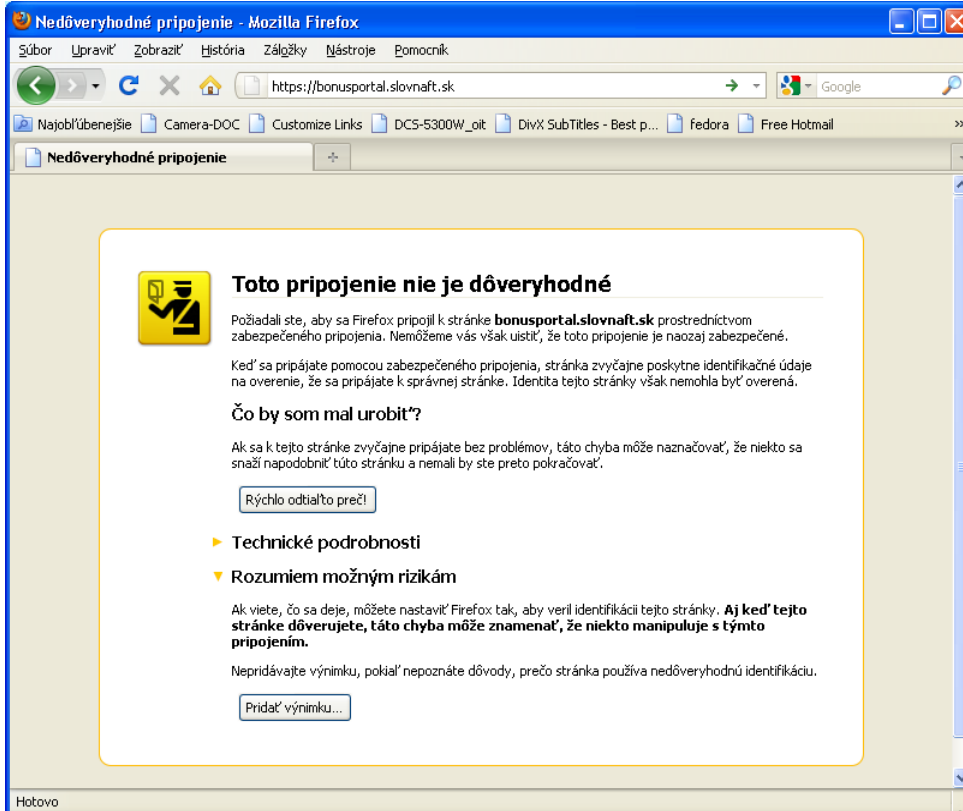 Nedôveryhodné pripojenie - Mozilla Firefox
Súbor Upraviť Zobraziť História Záložky Nástroje Pomocník
https://bonusportal.slovnaft.sk Google
Najobľúbenejšie Camera-DOC Customize Links DCS-5300W_oit DivX SubTitles - Best p... fedora Free Hotmail »
Nedôveryhodné pripojenie
Toto pripojenie nie je dôveryhodné
Požiadali ste, aby sa Firefox pripojil k stránke bonusportal.slovnaft.sk prostredníctvom
zabezpečeného pripojenia. Nemôžeme vás však uistiť, že toto pripojenie je naozaj zabezpečené.
Keď sa pripájate pomocou zabezpečeného pripojenia, stránka zvyčajne poskytne identifikačné údaje
na overenie, že sa pripájate k správnej stránke. Identita tejto stránky však nemohla byť overená.
Čo by som mal urobiť?
Ak sa k tejto stránke zvyčajne pripájate bez problémov, táto chyba môže naznačovať, že niekto sa
snaží napodobniť túto stránku a nemali by ste preto pokračovať.
Rýchlo odtiaľto preč!
Technické podrobnosti
Rozumiem možným rizikám
Ak viete, čo sa deje, môžete nastaviť Firefox tak, aby veril identifikácii tejto stránky. Aj keď tejto
stránke dôverujete, táto chyba môže znamenať, že niekto manipuluje s týmto
pripojením.
Nepridávajte výnimku, pokiaľ nepoznáte dôvody, prečo stránka používa nedôveryhodnú identifikáciu.
Pridať výnimku...
Hotovo